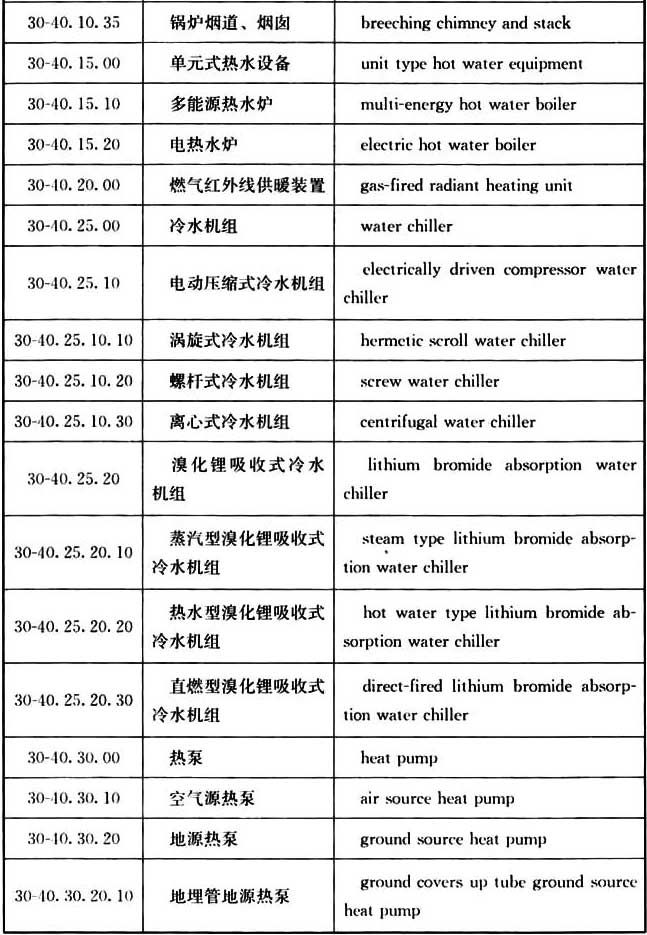 30-40.10.35 锅炉烟道、烟囱 breeching chimney and stack
30-40.15.00 单元式热水设备 unit type hot water equipment
30-40.15.10 多能源热水炉 multi-energy hot water boiler
30-40.15.20 电热水炉 electric hot water boiler
30-40.20.00 燃气红外线供暖装置 gas-fired radiant heating unit
30-40.25.00 冷水机组 water chiller
30-40.25.10 电动压缩式冷水机组 electrically driven compressor water
chiller
30-40.25.10.10 涡旋式冷水机组 hermetic scroll water chiller
30-40.25.10.20 螺杆式冷水机组 screw water chiller
30-40.25.10.30 离心式冷水机组 centrifugal water chiller
30-40.25.20 溴化锂吸收式冷水 lithium bromide absorption water
机组 chiller
30-40.25.20.10 蒸汽型溴化锂吸收式 steam type lithium bromide absorp-
冷水机组 tion water chiller
30-40.25.20.20 热水型溴化锂吸收式 hot water type lithium bromide ab-
冷水机组 sorption water chiller
30-40.25.20.30 直燃型溴化锂吸收式 direct-fired lithium bromide absorp-
冷水机组 tion water chiller
30-40.30.00 热泵 heat pump
30-40.30.10 空气源热泵 air source heat pump
30-40.30.20 地源热泵 ground source heat pump
30-40.30.20.10 地埋管地源热泵 ground covers up tube ground source
heat pump